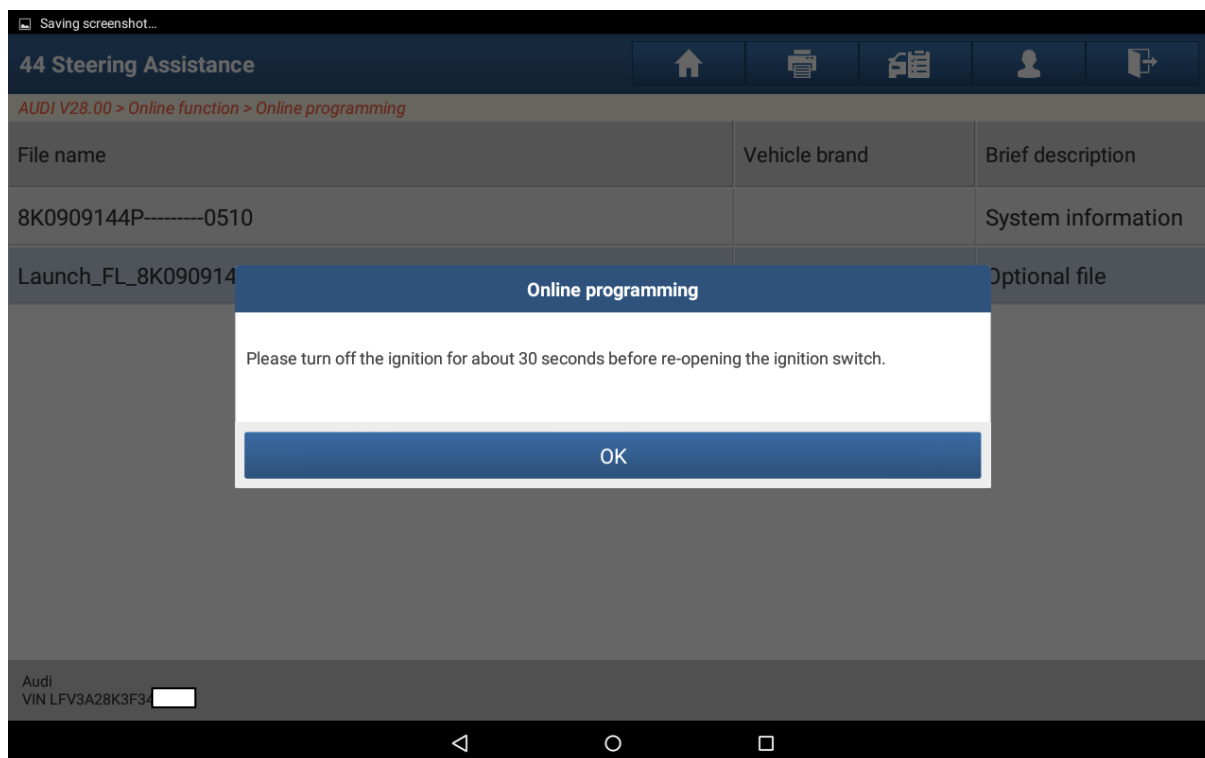 Saving screenshot...
44 Steering Assistance
AUDI V28.00 > Online function > Online programming
File name Vehicle brand Brief description
8K0909144P---------0510 System information
Launch_FL_8K090914 Optional file
Online programming
Please turn off the ignition for about 30 seconds before re-opening the ignition switch.
OK
Audi
VIN LFV3A28K3F34